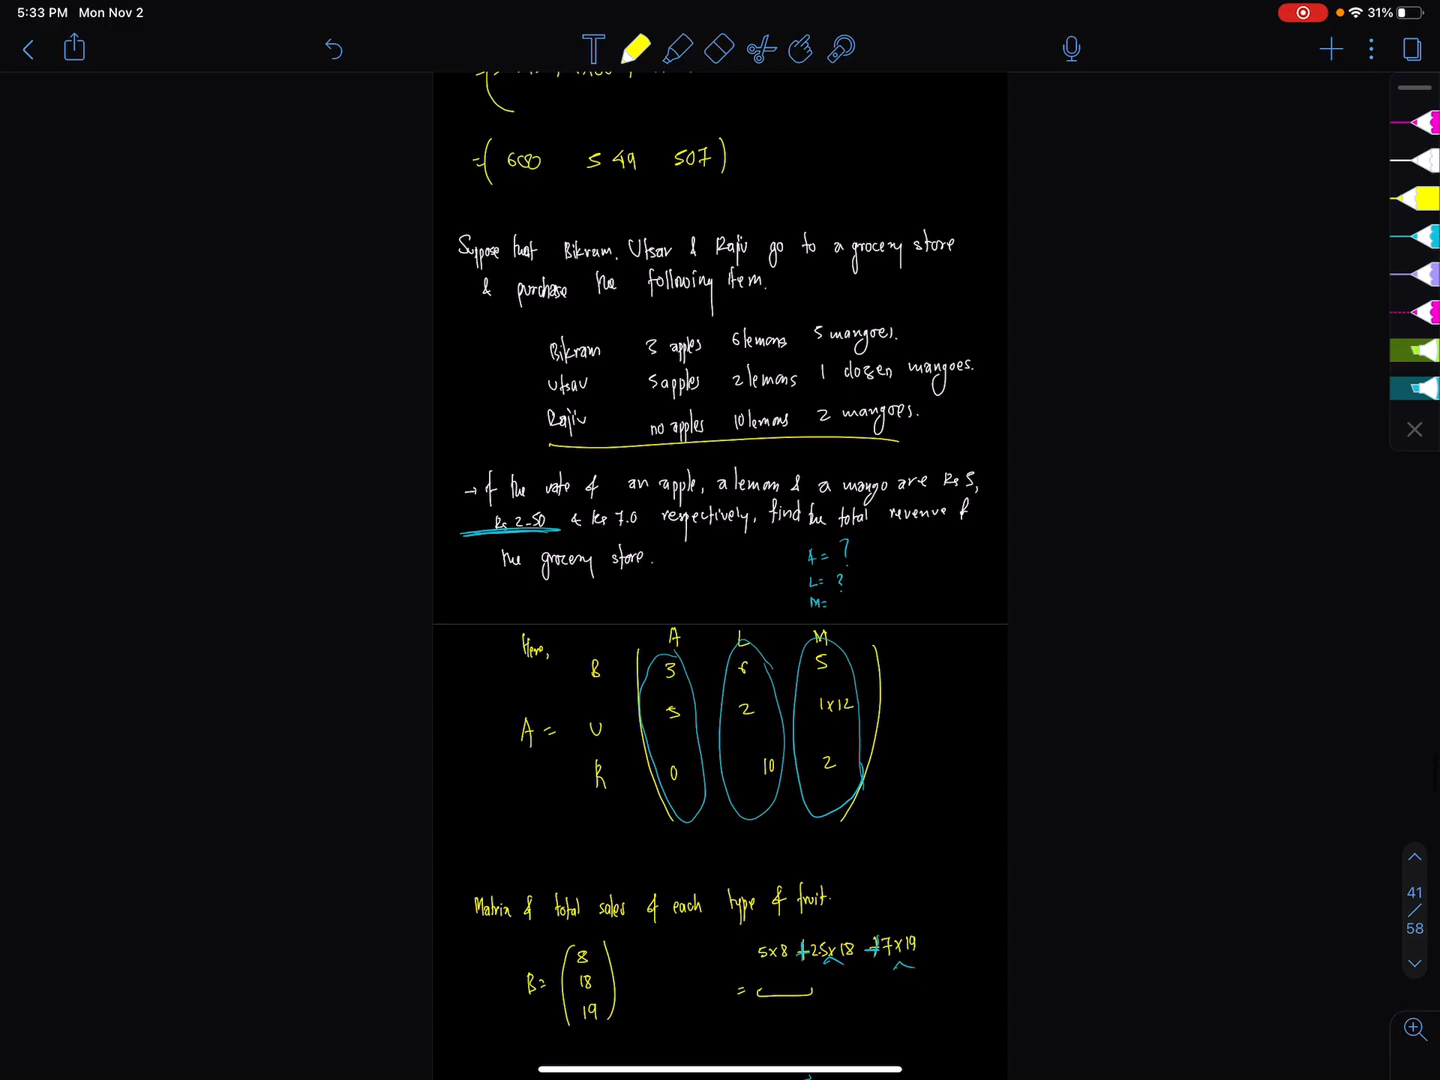 5:33 PM Mon Nov 2
31%
=( 680 549 507 )
Suppose that Bikram, Utsav & Rajiv go to a grocery store
& purchase the following item.
Bikram 3 apples 6 lemons 5 mangoes.
Utsav 5 apples 2 lemons 1 dozen mangoes.
Rajiv no apples 10 lemons 2 mangoes.
→ If the rate of an apple, a lemon & a mango are Rs 5,
Rs 2.50 & Rs 7.0 respectively, find the total revenue of
the grocery store.
A = ?
L = ?
M =
Here,
A L M
B 3 6 5
A = U 5 2 1x12
R 0 10 2
Matrix of total sales of each type of fruit.
5x8 + 2.5x18 + 7x19
B = ( 8 18 19 )
=
41
/
58